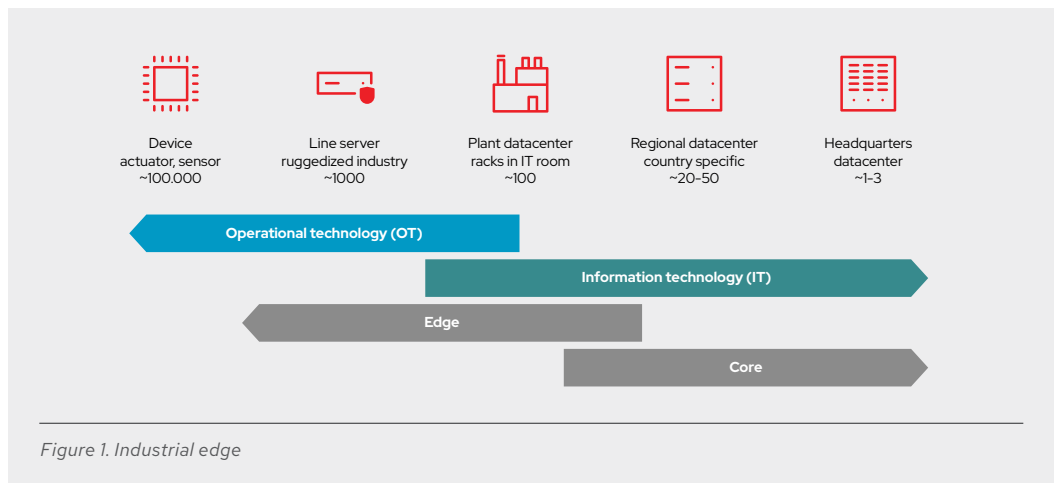 Device
actuator, sensor
~100.000
Line server
ruggedized industry
~1000
Plant datacenter
racks in IT room
~100
Regional datacenter
country specific
~20-50
Headquarters
datacenter
~1-3
Operational technology (OT)
Information technology (IT)
Edge
Core
Figure 1. Industrial edge